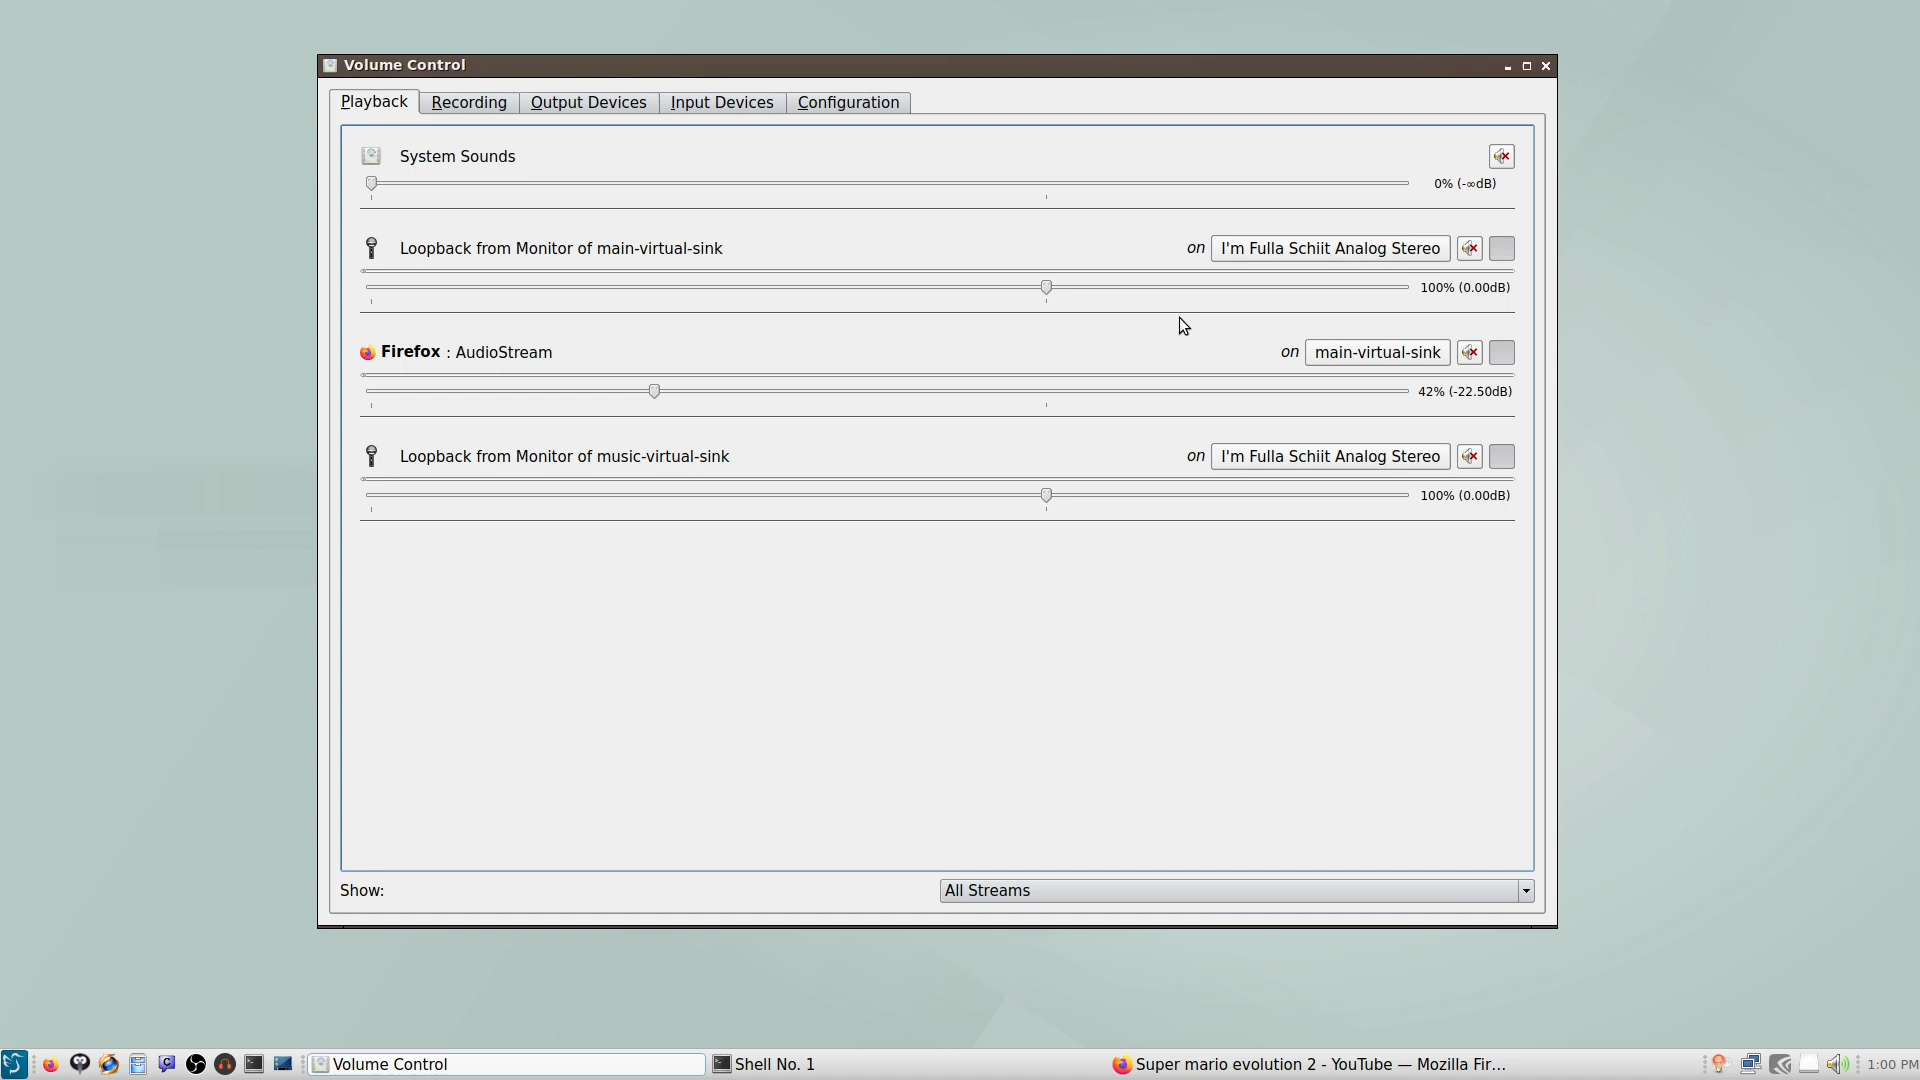 Volume Control
Playback Recording Output Devices Input Devices Configuration
System Sounds
0% (-∞dB)
Loopback from Monitor of main-virtual-sink on I'm Fulla Schiit Analog Stereo
100% (0.00dB)
Firefox : AudioStream on main-virtual-sink
42% (-22.50dB)
Loopback from Monitor of music-virtual-sink on I'm Fulla Schiit Analog Stereo
100% (0.00dB)
Show: All Streams
Volume Control Shell No. 1 Super mario evolution 2 - YouTube — Mozilla Fir... 1:00 PM